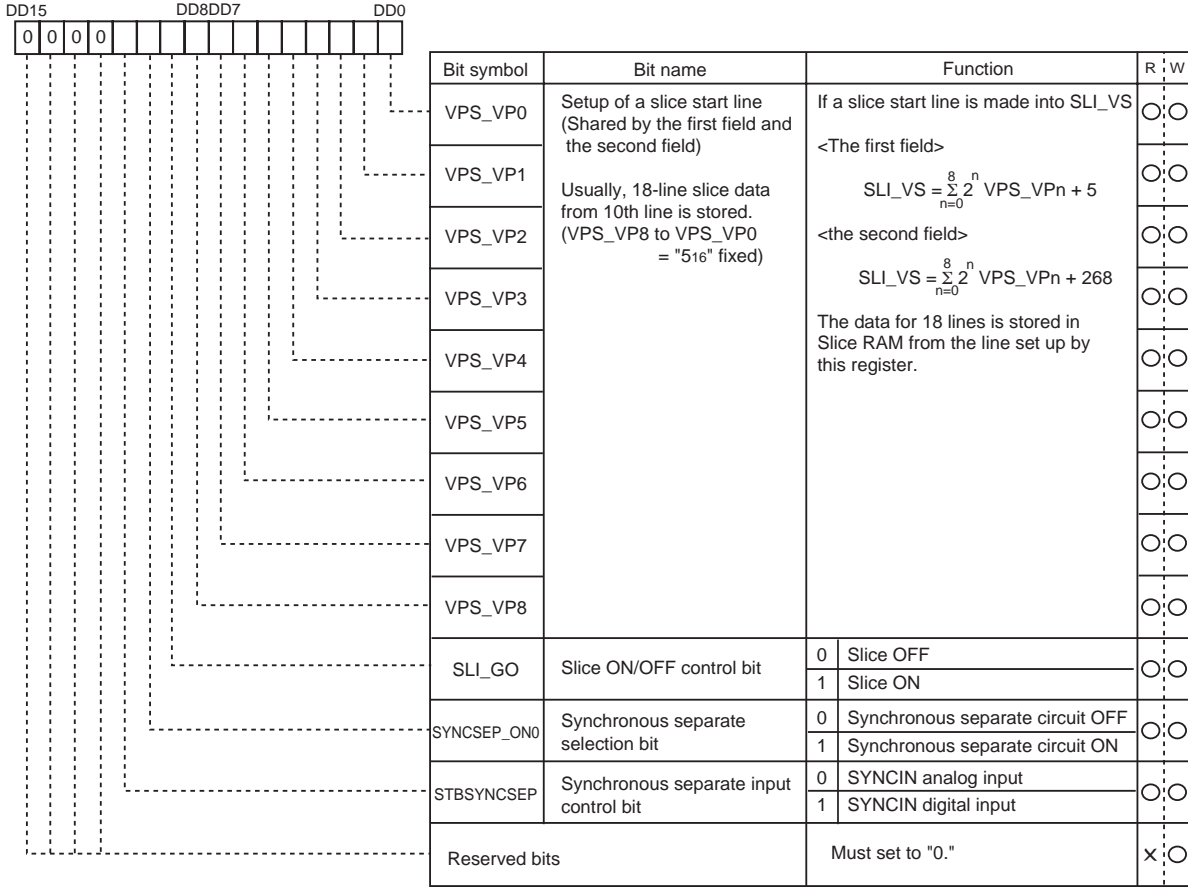 DD15 DD8DD7 DD0
0 0 0 0
Bit symbol Bit name Function R W
VPS_VP0
Setup of a slice start line
(Shared by the first field and
the second field)
Usually, 18-line slice data
from 10th line is stored.
(VPS_VP8 to VPS_VP0
= "516" fixed)
If a slice start line is made into SLI_VS
<The first field>
8
SLI_VS = Σ 2^n VPS_VPn + 5
n=0
<the second field>
8
SLI_VS = Σ 2^n VPS_VPn + 268
n=0
The data for 18 lines is stored in
Slice RAM from the line set up by
this register.
VPS_VP1
VPS_VP2
VPS_VP3
VPS_VP4
VPS_VP5
VPS_VP6
VPS_VP7
VPS_VP8
SLI_GO Slice ON/OFF control bit
0 Slice OFF
1 Slice ON
SYNCSEP_ON0
Synchronous separate
selection bit
0 Synchronous separate circuit OFF
1 Synchronous separate circuit ON
STBSYNCSEP
Synchronous separate input
control bit
0 SYNCIN analog input
1 SYNCIN digital input
Reserved bits Must set to "0." ×